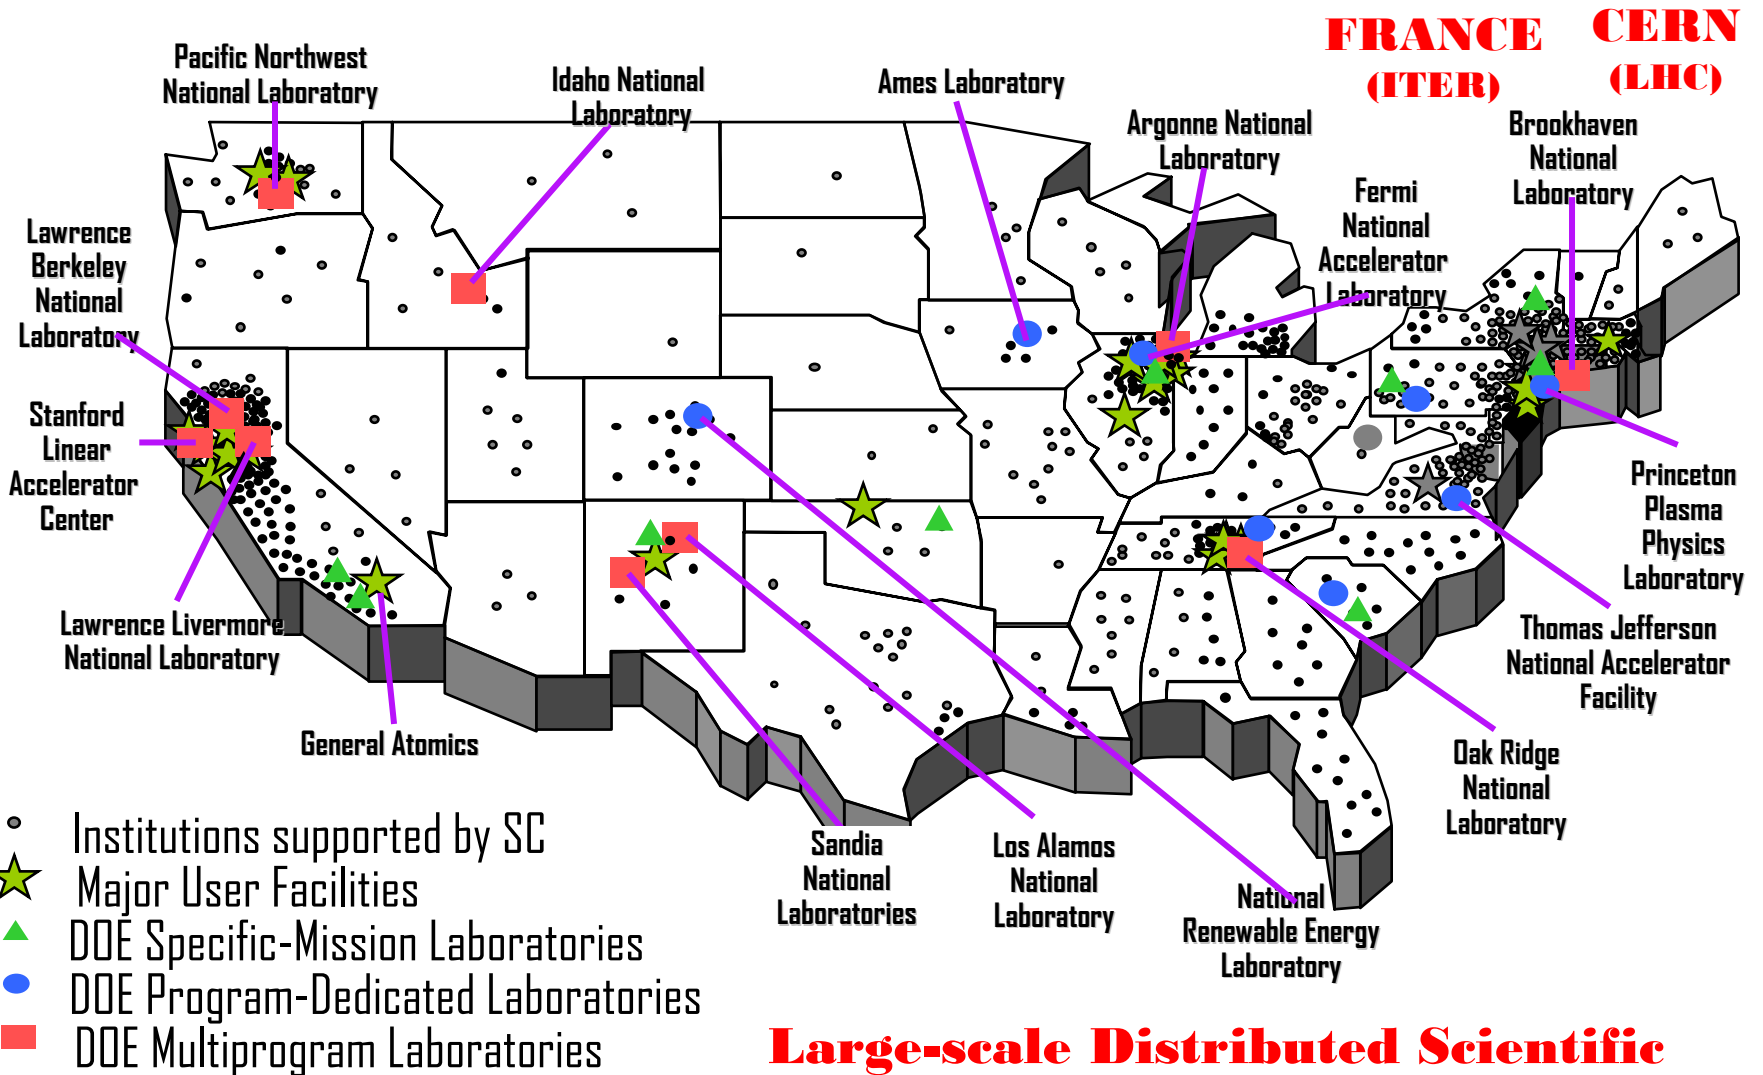 FRANCE
(ITER)
CERN
(LHC)
Pacific Northwest
National Laboratory
Idaho National
Laboratory
Ames Laboratory
Argonne National
Laboratory
Brookhaven
National
Laboratory
Fermi
National
Accelerator
Laboratory
Lawrence
Berkeley
National
Laboratory
Stanford
Linear
Accelerator
Center
Princeton
Plasma
Physics
Laboratory
Lawrence Livermore
National Laboratory
Thomas Jefferson
National Accelerator
Facility
General Atomics
Oak Ridge
National
Laboratory
Sandia
National
Laboratories
Los Alamos
National
Laboratory
National
Renewable Energy
Laboratory
Institutions supported by SC
Major User Facilities
DOE Specific-Mission Laboratories
DOE Program-Dedicated Laboratories
DOE Multiprogram Laboratories
Large-scale Distributed Scientific